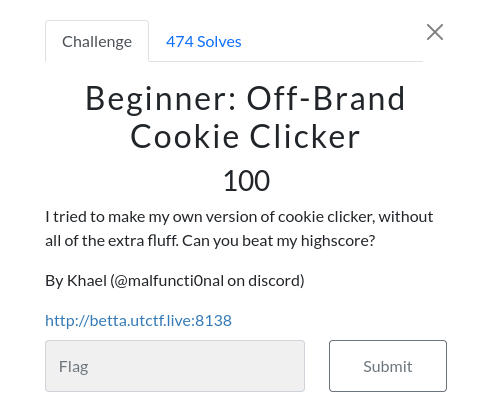 Challenge
474 Solves
Beginner: Off-Brand
Cookie Clicker
100
I tried to make my own version of cookie clicker, without
all of the extra fluff. Can you beat my highscore?
By Khael (@malfuncti0nal on discord)
http://betta.utctf.live:8138
Flag
Submit